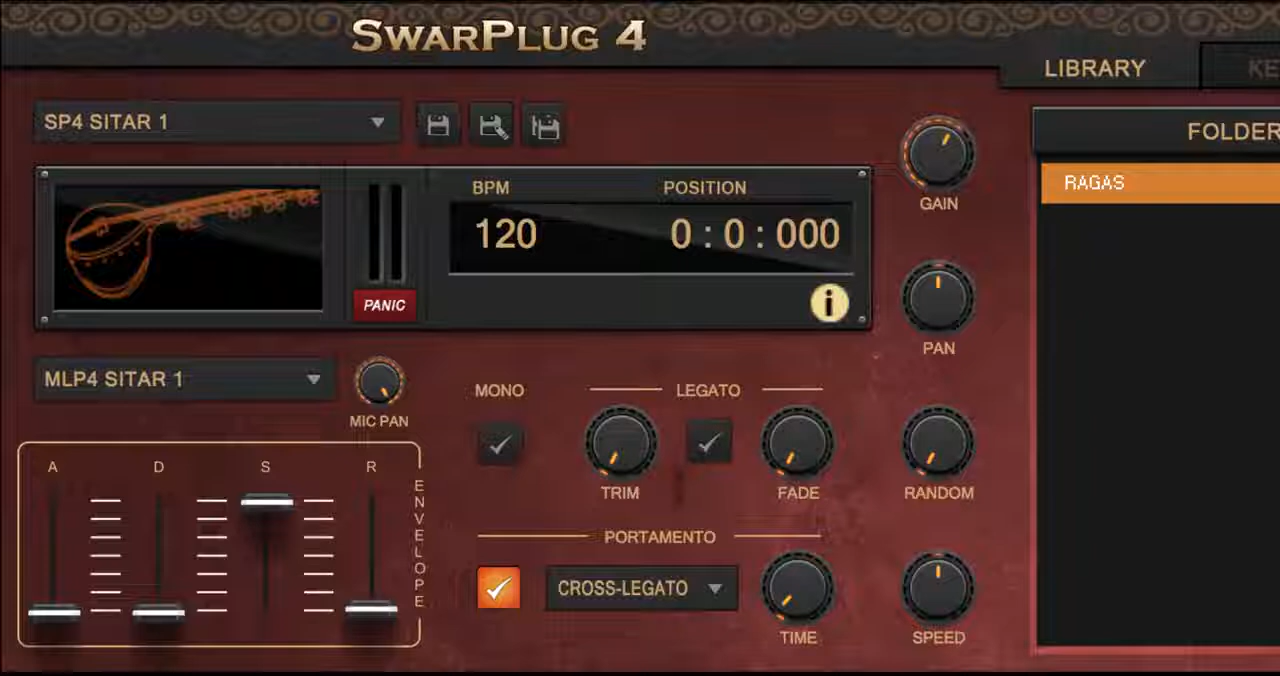 SWARPLUG 4
LIBRARY
KE
SP4 SITAR 1
FOLDER
RAGAS
BPM
POSITION
120
0 : 0 : 000
GAIN
PANIC
i
PAN
MLP4 SITAR 1
MIC PAN
MONO
LEGATO
A
D
S
R
ENVELOPE
TRIM
FADE
RANDOM
PORTAMENTO
CROSS-LEGATO
TIME
SPEED